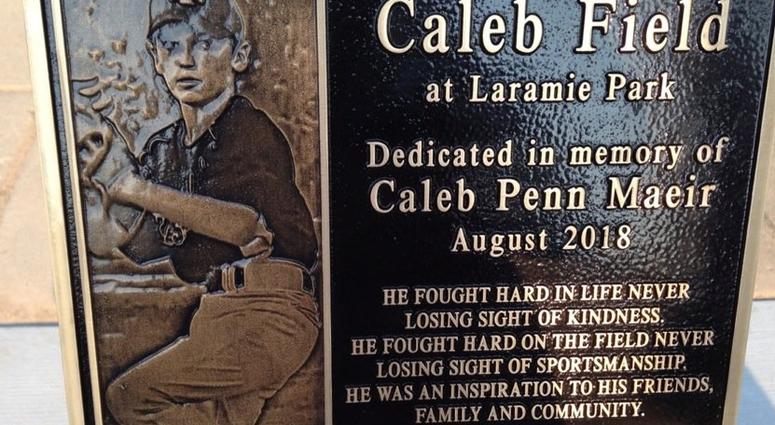 Caleb Field
at Laramie Park
Dedicated in memory of
Caleb Penn Maeir
August 2018
HE FOUGHT HARD IN LIFE NEVER
LOSING SIGHT OF KINDNESS.
HE FOUGHT HARD ON THE FIELD NEVER
LOSING SIGHT OF SPORTSMANSHIP.
HE WAS AN INSPIRATION TO HIS FRIENDS,
FAMILY AND COMMUNITY.